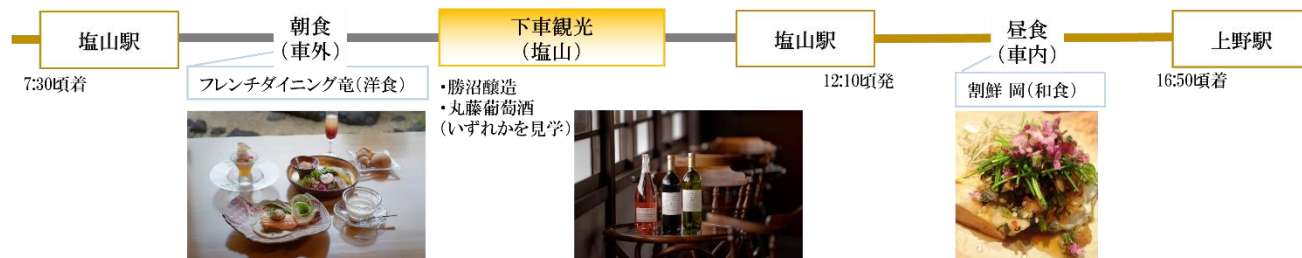 塩山駅
7:30頃着
朝食
(車外)
フレンチダイニング竜(洋食)
下車観光
(塩山)
・勝沼醸造
・丸藤葡萄酒
(いずれかを見学)
塩山駅
12:10頃発
昼食
(車内)
割鮮 岡(和食)
上野駅
16:50頃着